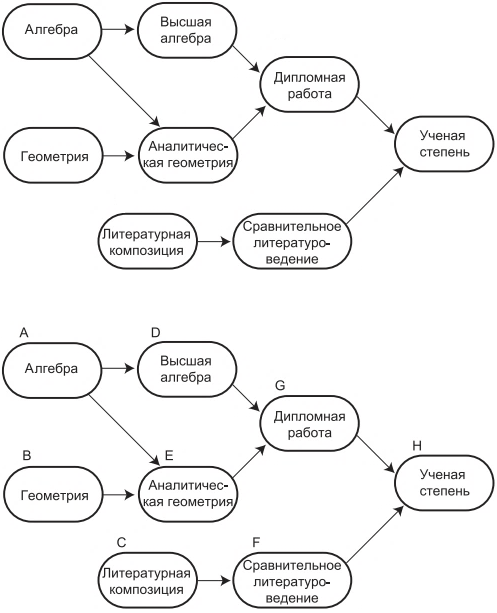 Алгебра
Высшая
алгебра
Дипломная
работа
Ученая
степень
Геометрия
Аналитичес-
кая геометрия
Литературная
композиция
Сравнительное
литературо-
ведение
A
Алгебра
D
Высшая
алгебра
G
Дипломная
работа
H
Ученая
степень
B
Геометрия
E
Аналитичес-
кая геометрия
C
Литературная
композиция
F
Сравнительное
литературо-
ведение